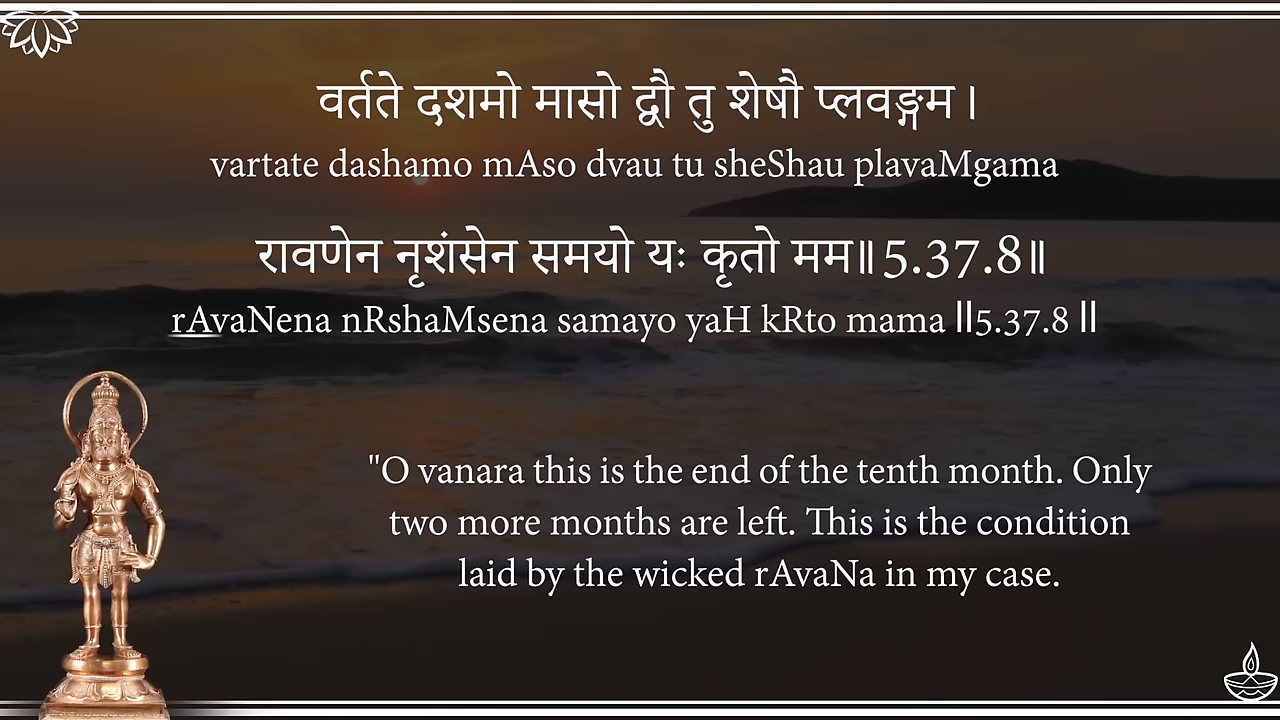 वर्तते दशमो मासो द्वौ तु शेषौ प्लवङ्गम।
vartate dashamo mAso dvau tu sheShau plavaMgama
रावणेन नृशंसेन समयो यः कृतो मम॥5.37.8॥
rAvaNena nRshaMsena samayo yaH kRto mama ||5.37.8 ||
"O vanara this is the end of the tenth month. Only
two more months are left. This is the condition
laid by the wicked rAvaNa in my case.